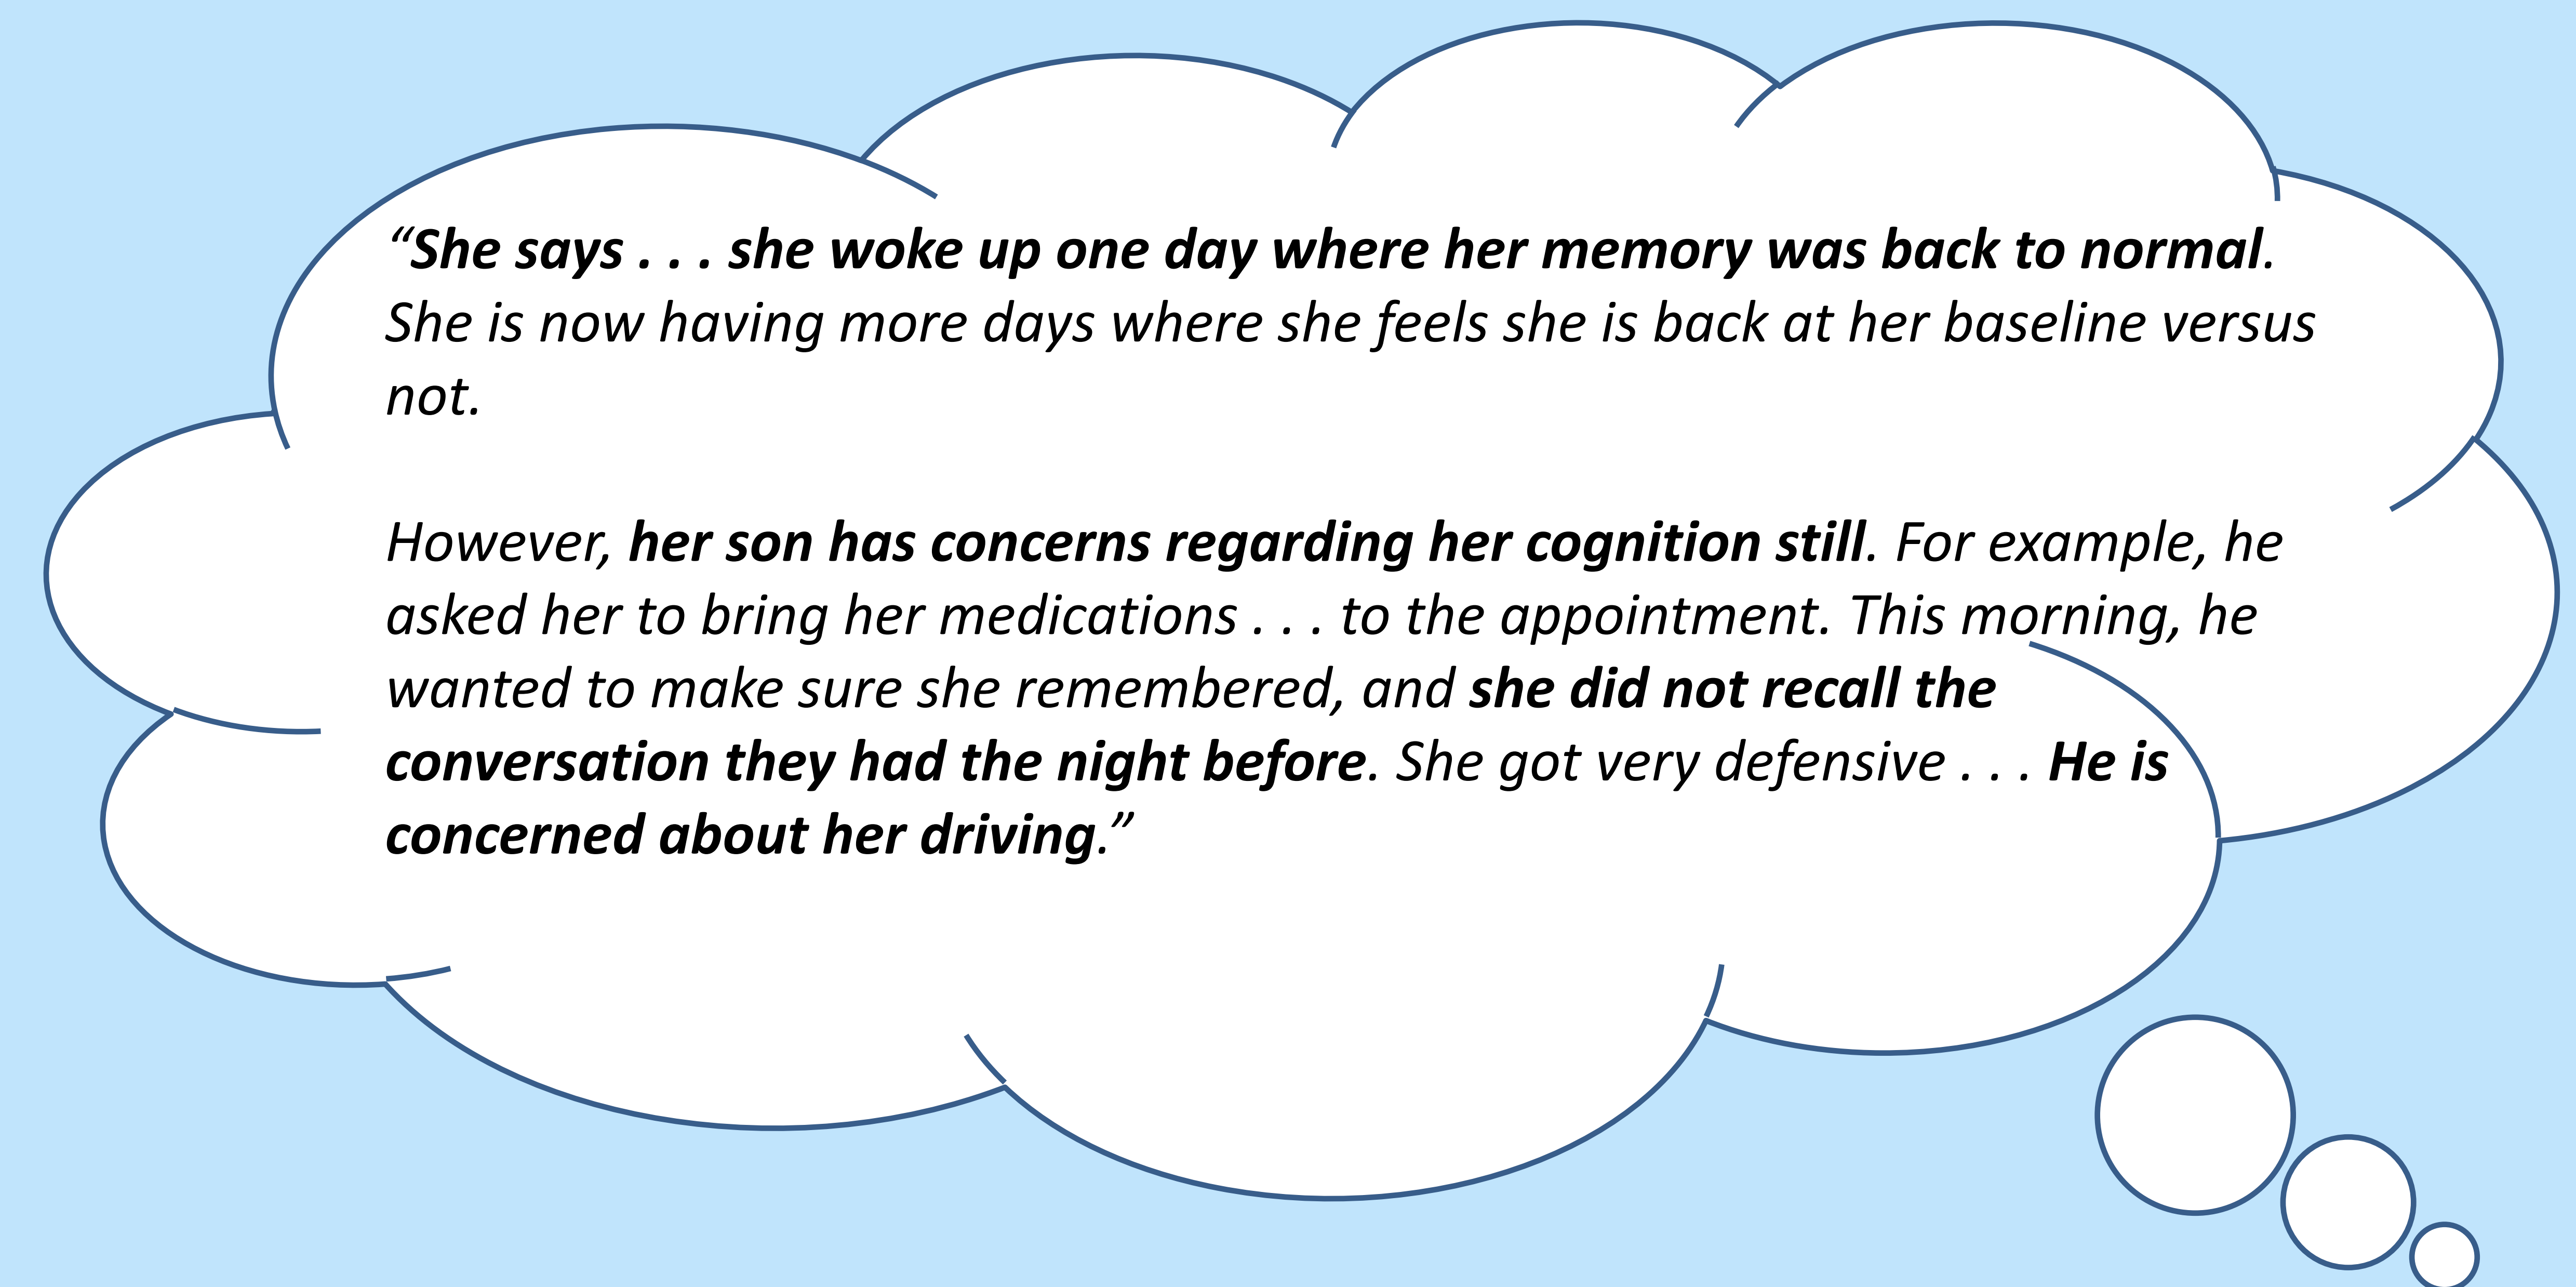 “She says . . . she woke up one day where her memory was back to normal.
She is now having more days where she feels she is back at her baseline versus
not.
However, her son has concerns regarding her cognition still. For example, he
asked her to bring her medications . . . to the appointment. This morning, he
wanted to make sure she remembered, and she did not recall the
conversation they had the night before. She got very defensive . . . He is
concerned about her driving.”